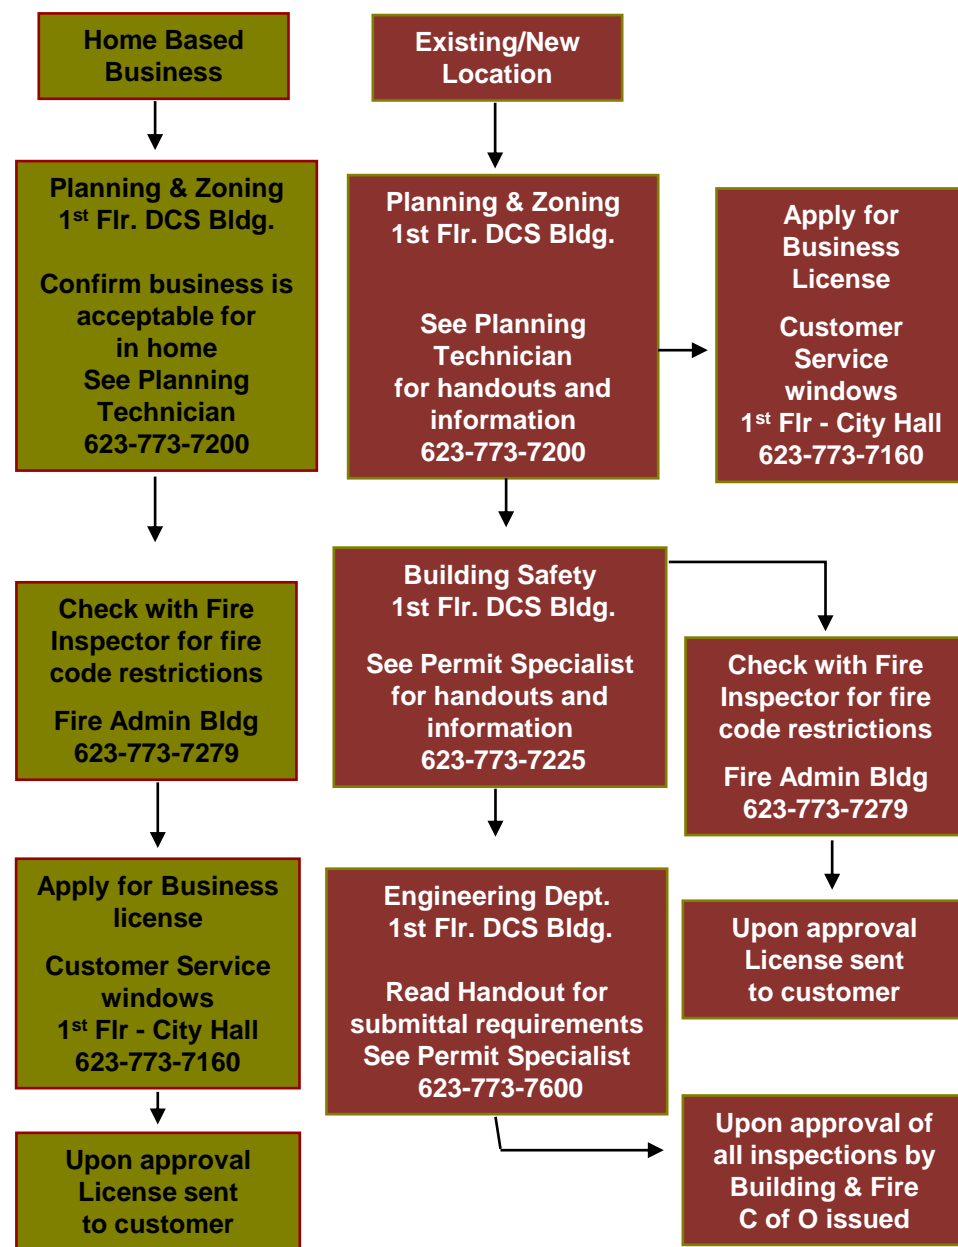 Home Based
Business
Planning & Zoning
1st Flr. DCS Bldg.
Confirm business is
acceptable for
in home
See Planning
Technician
623-773-7200
Check with Fire
Inspector for fire
code restrictions
Fire Admin Bldg
623-773-7279
Apply for Business
license
Customer Service
windows
1st Flr - City Hall
623-773-7160
Upon approval
License sent
to customer
Existing/New
Location
Planning & Zoning
1st Flr. DCS Bldg.
See Planning
Technician
for handouts and
information
623-773-7200
Apply for
Business
License
Customer
Service
windows
1st Flr - City Hall
623-773-7160
Building Safety
1st Flr. DCS Bldg.
See Permit Specialist
for handouts and
information
623-773-7225
Check with Fire
Inspector for fire
code restrictions
Fire Admin Bldg
623-773-7279
Upon approval
License sent
to customer
Engineering Dept.
1st Flr. DCS Bldg.
Read Handout for
submittal requirements
See Permit Specialist
623-773-7600
Upon approval of
all inspections by
Building & Fire
C of O issued